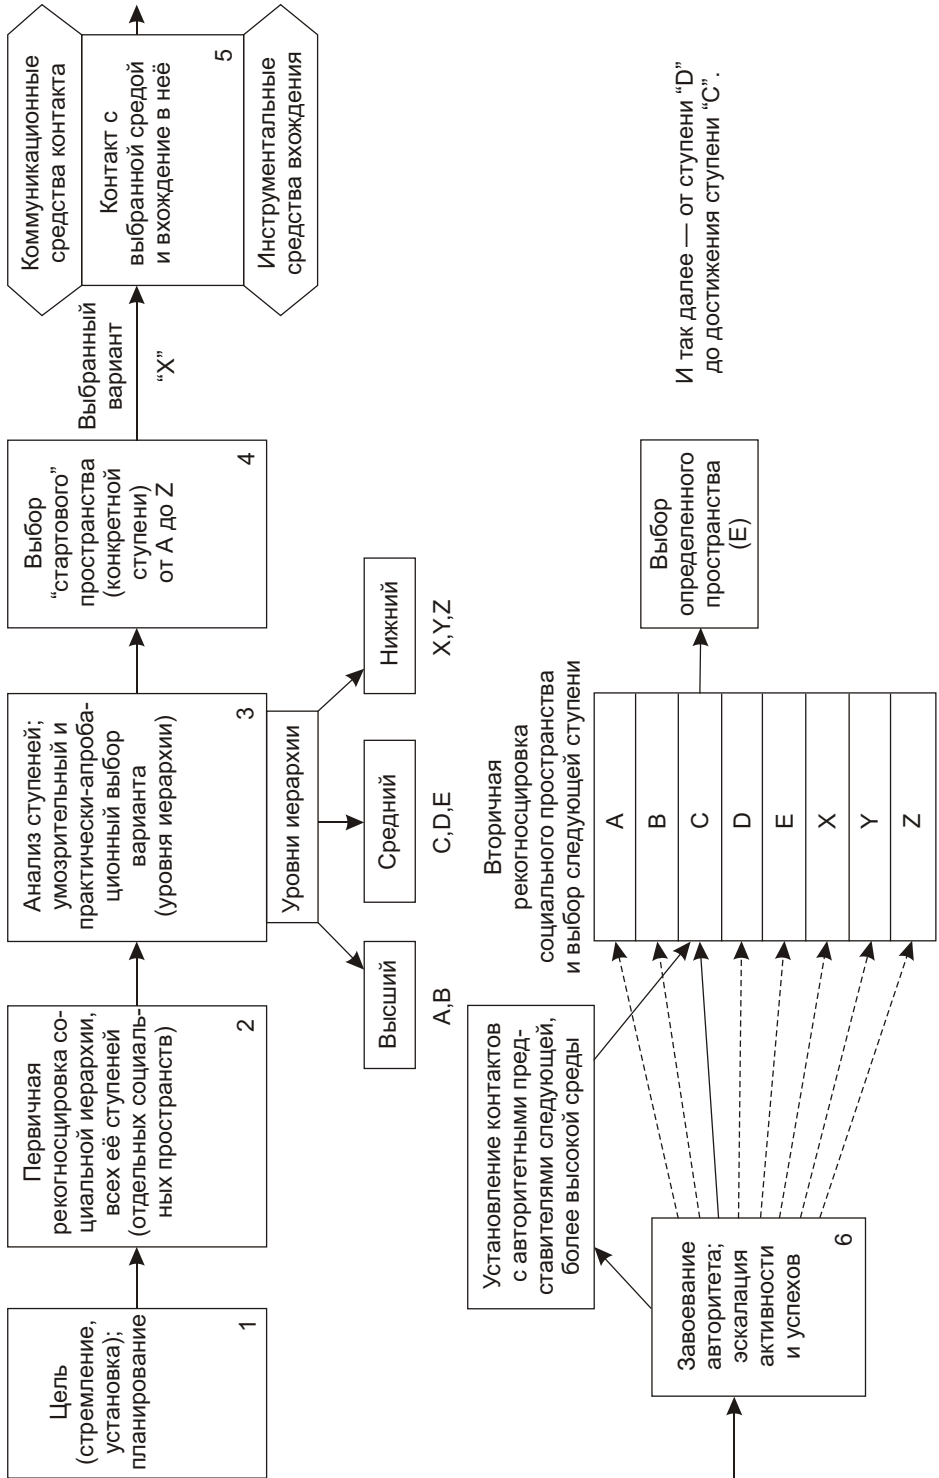 Цель
(стремление,
установка);
планирование
1
Первичная
рекогносцировка со-
циальной иерархии,
всех её ступеней
(отдельных социаль-
ных пространств)
2
Анализ ступеней;
умозрительный и
практически-апроба-
ционный выбор
варианта
(уровня иерархии)
3
Уровни иерархии
Высший
A,B
Средний
C,D,E
Нижний
X,Y,Z
Выбор
“стартового”
пространства
(конкретной
ступени)
от A до Z
4
Выбранный
вариант
“X”
Коммуникационные
средства контакта
Контакт с
выбранной средой
и вхождение в неё
5
Инструментальные
средства вхождения
Завоевание
авторитета;
эскалация
активности
и успехов
6
Установление контактов
с авторитетными пред-
ставителями следующей,
более высокой среды
Вторичная
рекогносцировка
социального пространства
и выбор следующей ступени
A
B
C
D
E
X
Y
Z
Выбор
определенного
пространства
(E)
И так далее — от ступени “D”
до достижения ступени “C”.